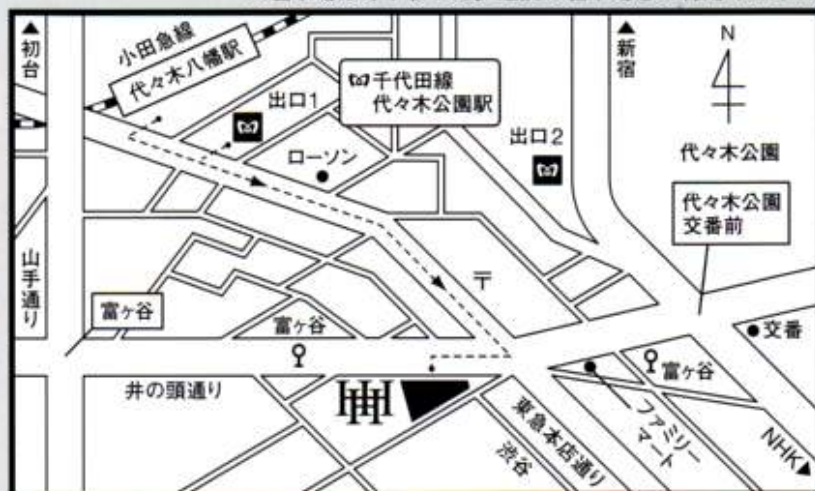 ▲初台
小田急線
代々木八幡駅
出口1
千代田線
代々木公園駅
▲新宿
N
出口2
代々木公園
ローソン
代々木公園
交番前
山手通り
富ヶ谷
富ヶ谷
〒
交番
富ヶ谷
井の頭通り
HHH
東急本店通り
渋谷
ファミリー
マート
NHK▲